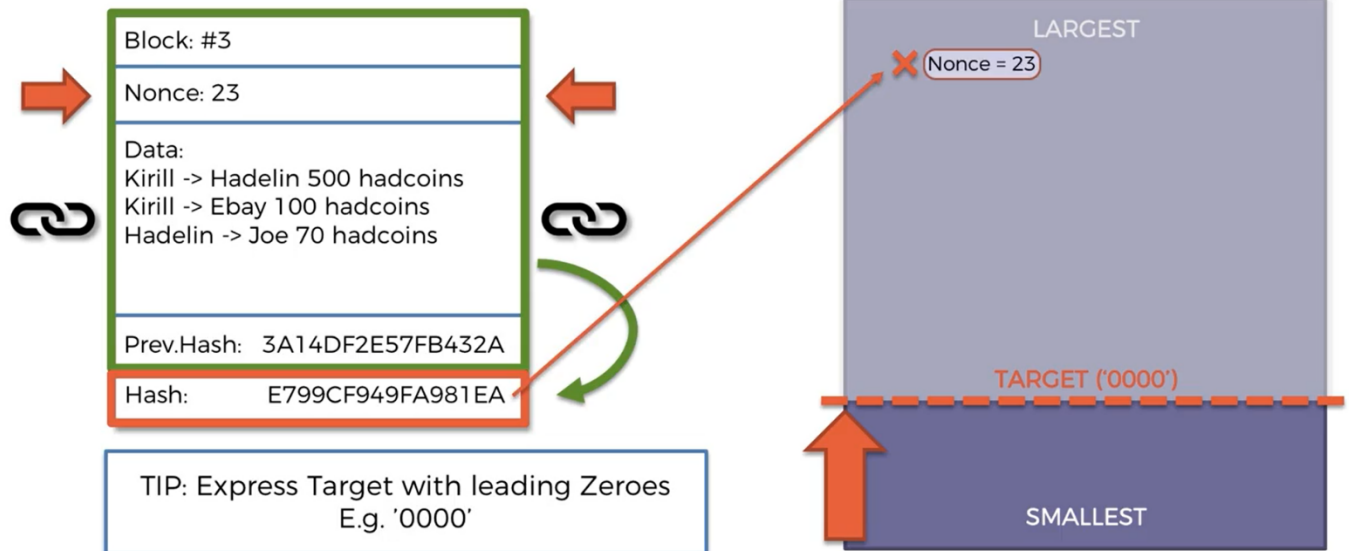 Block: #3
Nonce: 23
Data:
Kirill -> Hadelin 500 hadcoins
Kirill -> Ebay 100 hadcoins
Hadelin -> Joe 70 hadcoins
Prev.Hash: 3A14DF2E57FB432A
Hash: E799CF949FA981EA
TIP: Express Target with leading Zeroes
E.g. '0000'
LARGEST
Nonce = 23
TARGET ('0000')
SMALLEST